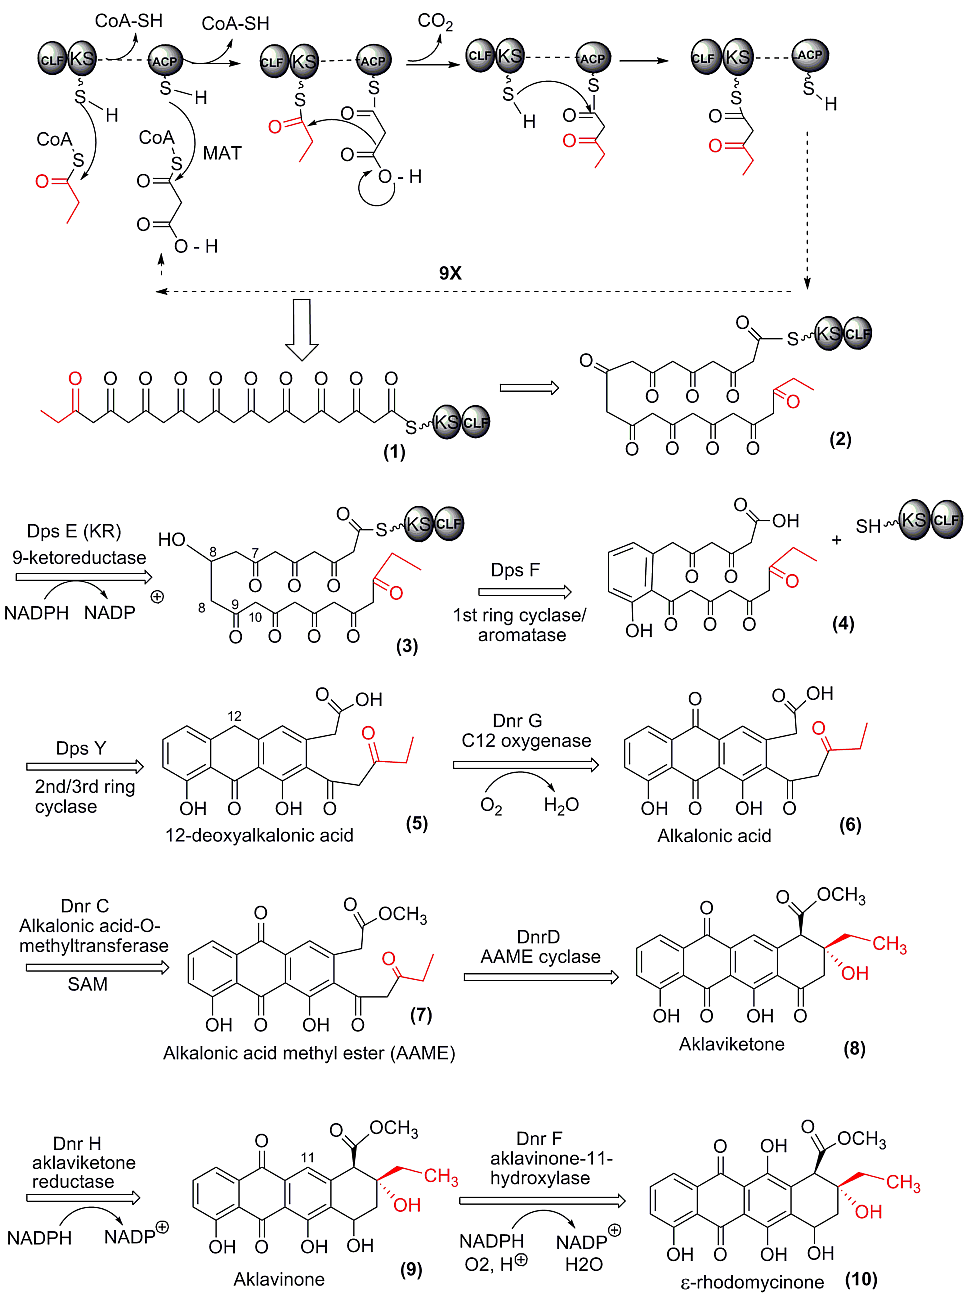 CoA-SH
CoA-SH
CO2
CLF KS ACP
CLF KS ACP
CLF KS ACP
CLF KS ACP
S H S H
S S
S H S
S S H
CoA
S
O
CoA
S
MAT
O
O
O - H
O
O
O
O - H
O
O
O
O
9X
O O O O O O O O O O
S KS CLF
(1)
O
S KS CLF
O
O O O
O
O O O O
(2)
Dps E (KR)
9-ketoreductase
NADPH NADP ⊕
O
S KS CLF
HO 8 7
O O O
O
8 9 10
O O O O
(3)
Dps F
1st ring cyclase/
aromatase
O OH
O O
O
OH O O O
(4)
+
SH KS CLF
Dps Y
2nd/3rd ring
cyclase
12
O OH
O
OH O OH O
(5)
12-deoxyalkalonic acid
Dnr G
C12 oxygenase
O2 H2O
O
O OH
O
OH O OH O
(6)
Alkalonic acid
Dnr C
Alkalonic acid-O-
methyltransferase
SAM
O
O OCH3
O
OH O OH O
(7)
Alkalonic acid methyl ester (AAME)
DnrD
AAME cyclase
O
O OCH3
CH3
OH
OH O OH O
Aklaviketone
(8)
Dnr H
aklaviketone
reductase
NADPH NADP⊕
O
11
O OCH3
CH3
OH
OH O OH OH
Aklavinone
(9)
Dnr F
aklavinone-11-
hydroxylase
NADPH NADP⊕
O2, H⊕ H2O
O
OH
O OCH3
CH3
OH
OH O OH OH
ε-rhodomycinone
(10)